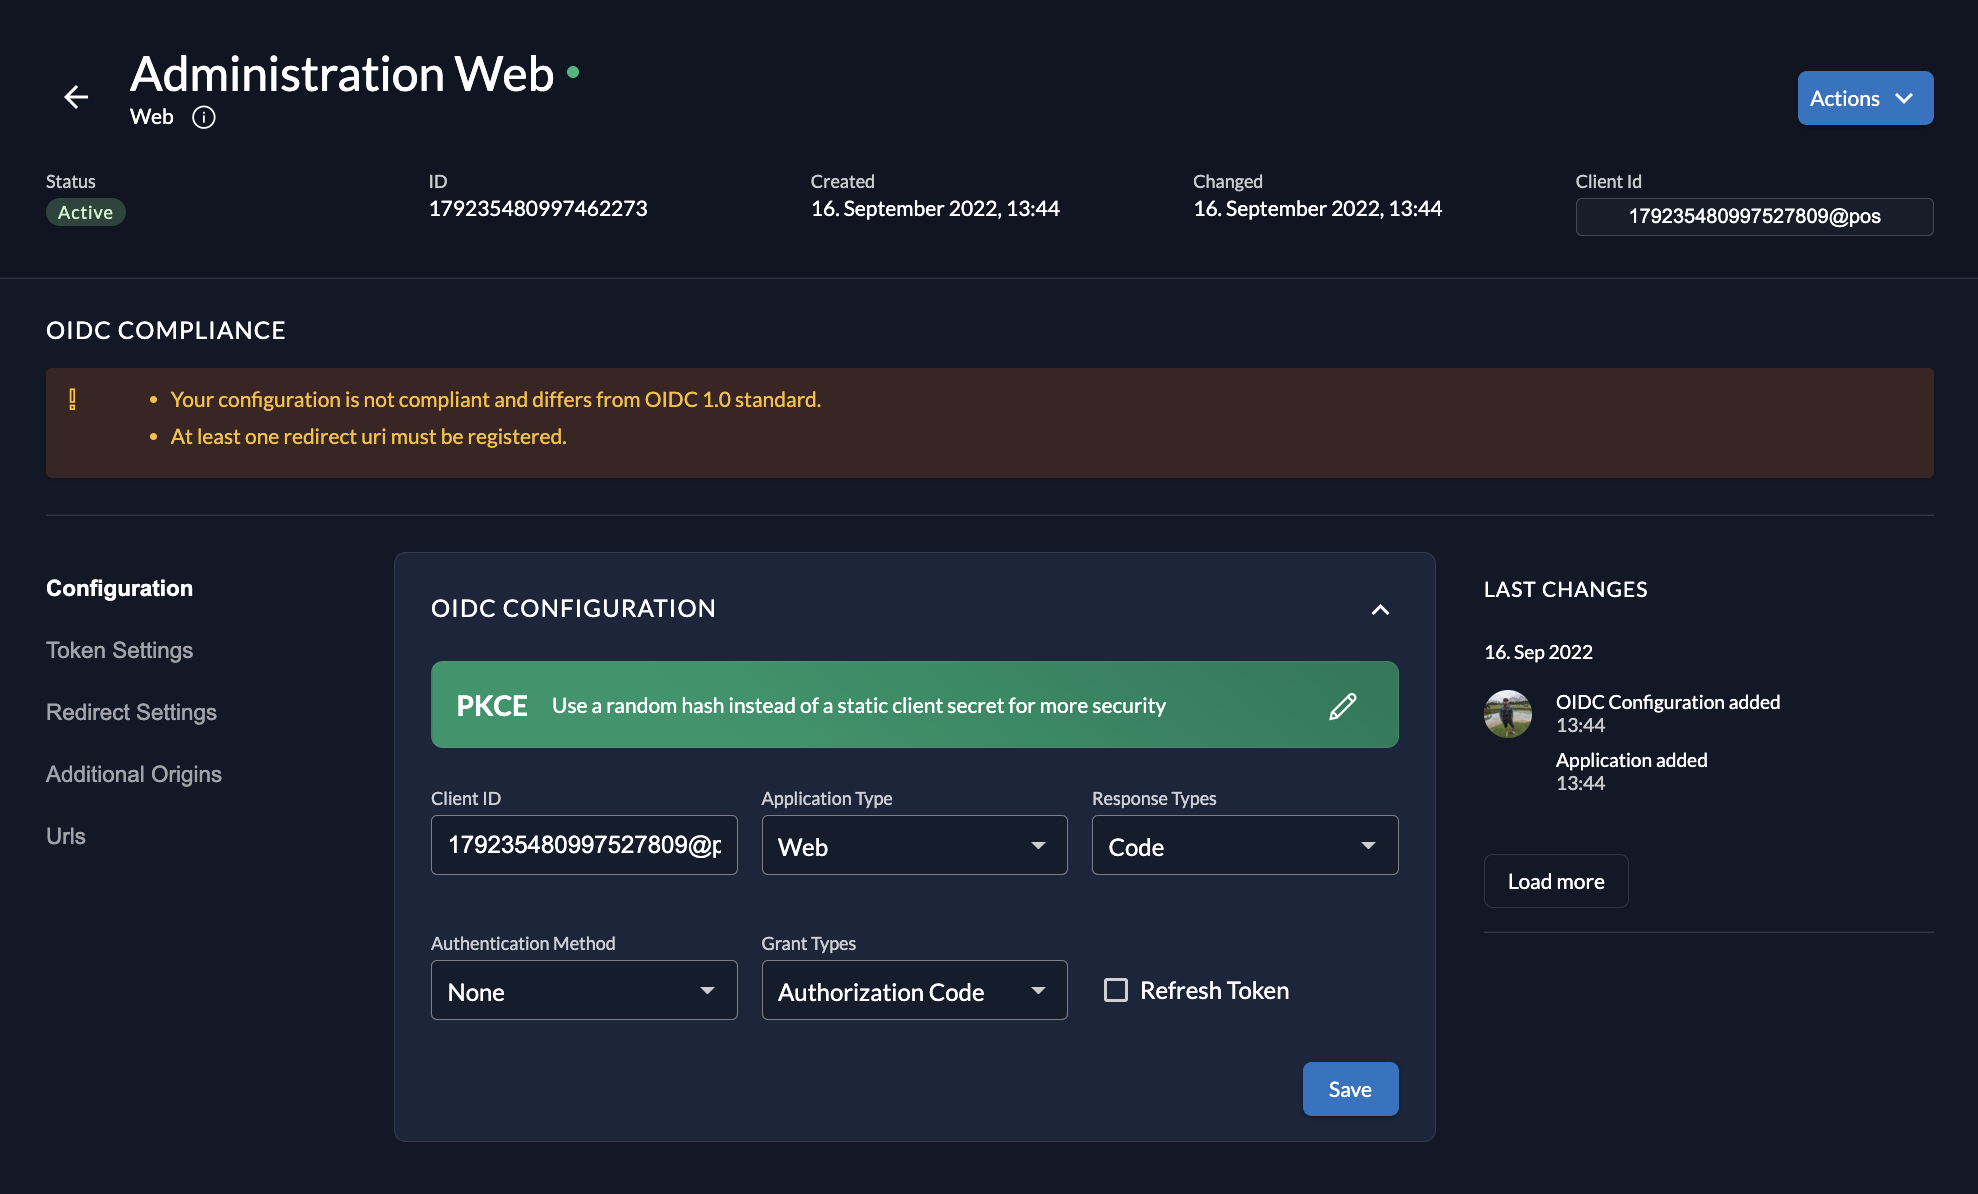 Administration Web
Web
Actions
Status
Active
ID
179235480997462273
Created
16. September 2022, 13:44
Changed
16. September 2022, 13:44
Client Id
179235480997527809@pos
OIDC COMPLIANCE
• Your configuration is not compliant and differs from OIDC 1.0 standard.
• At least one redirect uri must be registered.
Configuration
Token Settings
Redirect Settings
Additional Origins
Urls
OIDC CONFIGURATION
PKCE Use a random hash instead of a static client secret for more security
Client ID
179235480997527809@p
Application Type
Web
Response Types
Code
Authentication Method
None
Grant Types
Authorization Code
Refresh Token
Save
LAST CHANGES
16. Sep 2022
OIDC Configuration added
13:44
Application added
13:44
Load more